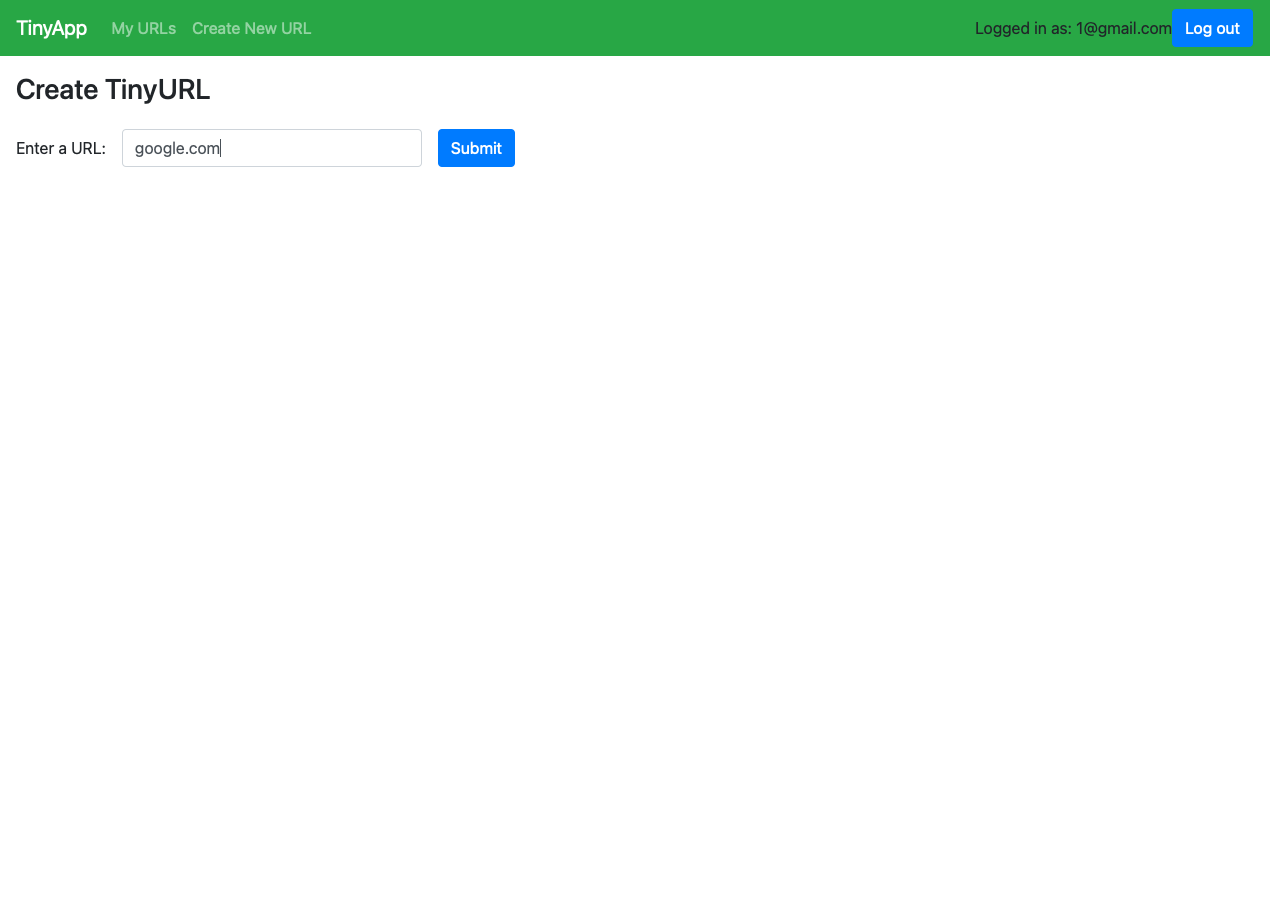 TinyApp My URLs Create New URL Logged in as: 1@gmail.com Log out
Create TinyURL
Enter a URL: google.com Submit